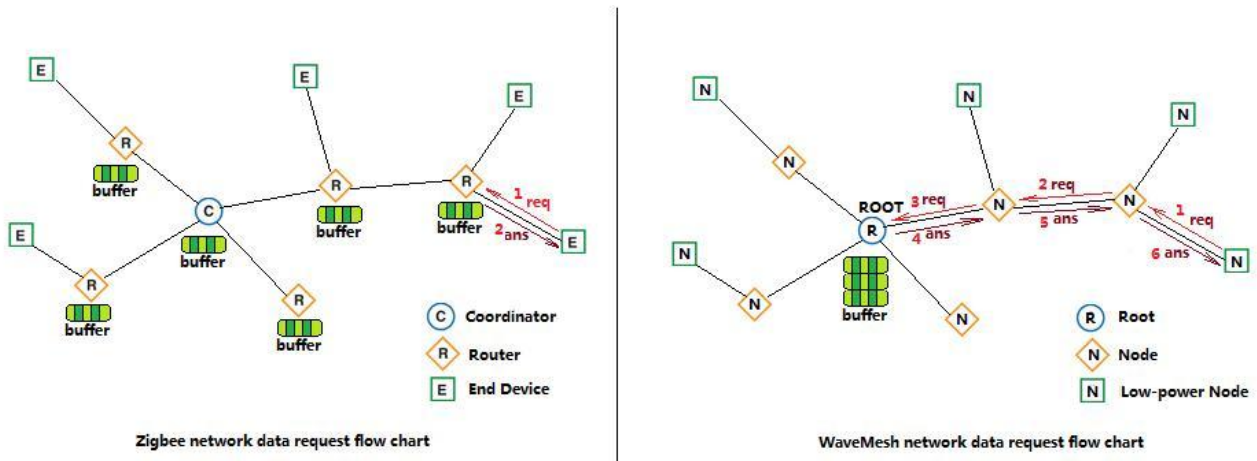 E
E
E
R
buffer
R
buffer
R
buffer
1 req
2 ans
E
C
buffer
E
R
buffer
R
buffer
C Coordinator
R Router
E End Device
Zigbee network data request flow chart
N
N
N
N
ROOT
R
buffer
3 req
4 ans
N
2 req
5 ans
N
1 req
6 ans
N
N
N
N
R Root
N Node
N Low-power Node
WaveMesh network data request flow chart